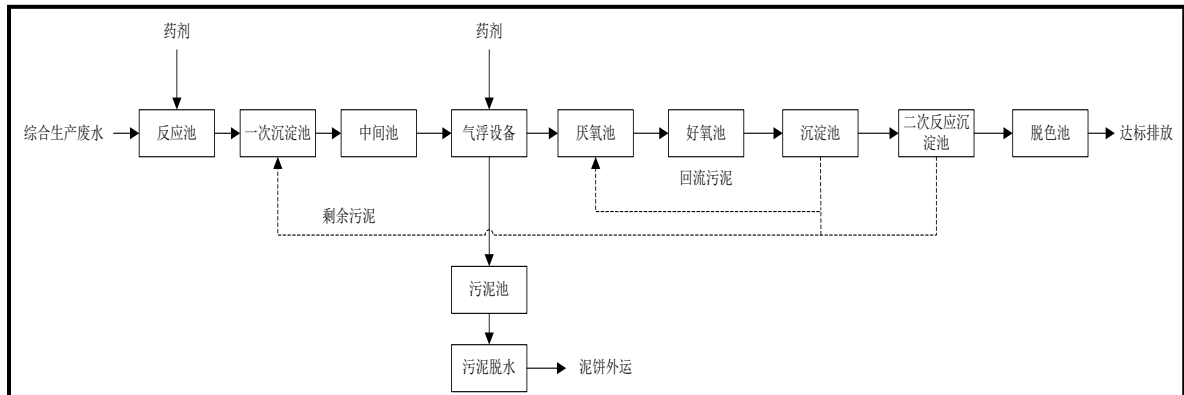 药剂
药剂
综合生产废水
反应池
一次沉淀池
中间池
气浮设备
厌氧池
好氧池
沉淀池
二次反应沉
淀池
脱色池
达标排放
回流污泥
剩余污泥
污泥池
污泥脱水
泥饼外运